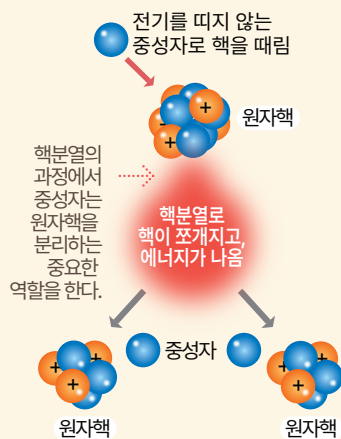 전기를 띠지 않는
중성자로 핵을 때림
+
+
원자핵
+
핵분열의
과정에서
중성자는
원자핵을
분리하는
중요한
역할을 한다.
핵분열로
핵이 쪼개지고,
에너지가 나옴
중성자
+
+
+
+
+
+
원자핵
원자핵